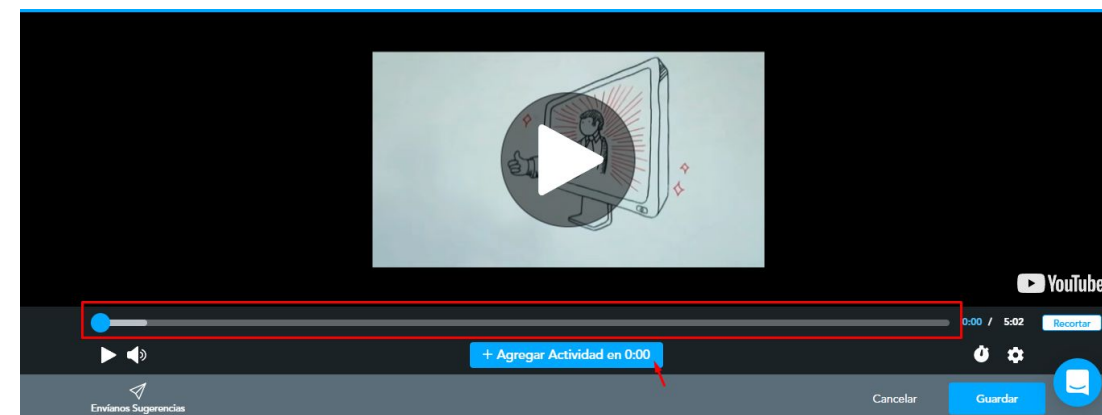 YouTube
0:00 / 5:02 Recortar
+ Agregar Actividad en 0:00
Envíanos Sugerencias
Cancelar
Guardar